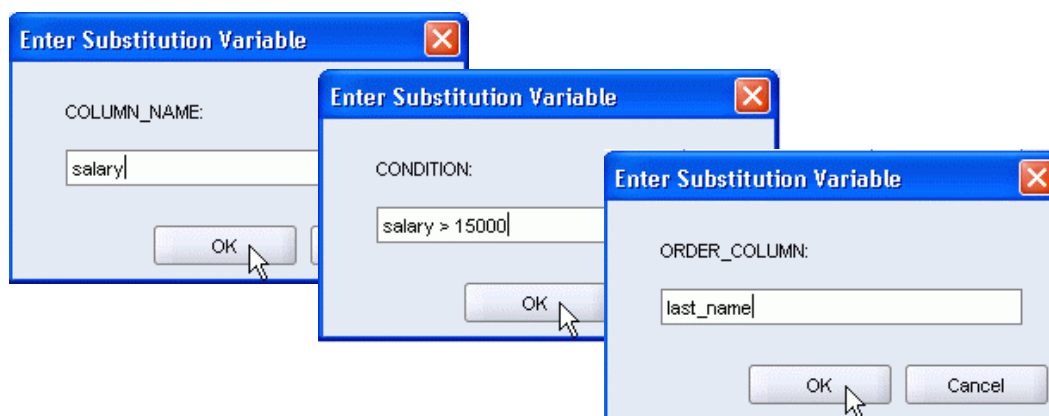 Enter Substitution Variable
COLUMN_NAME:
salary
OK
Enter Substitution Variable
CONDITION:
salary > 15000
OK
Enter Substitution Variable
ORDER_COLUMN:
last_name
OK
Cancel